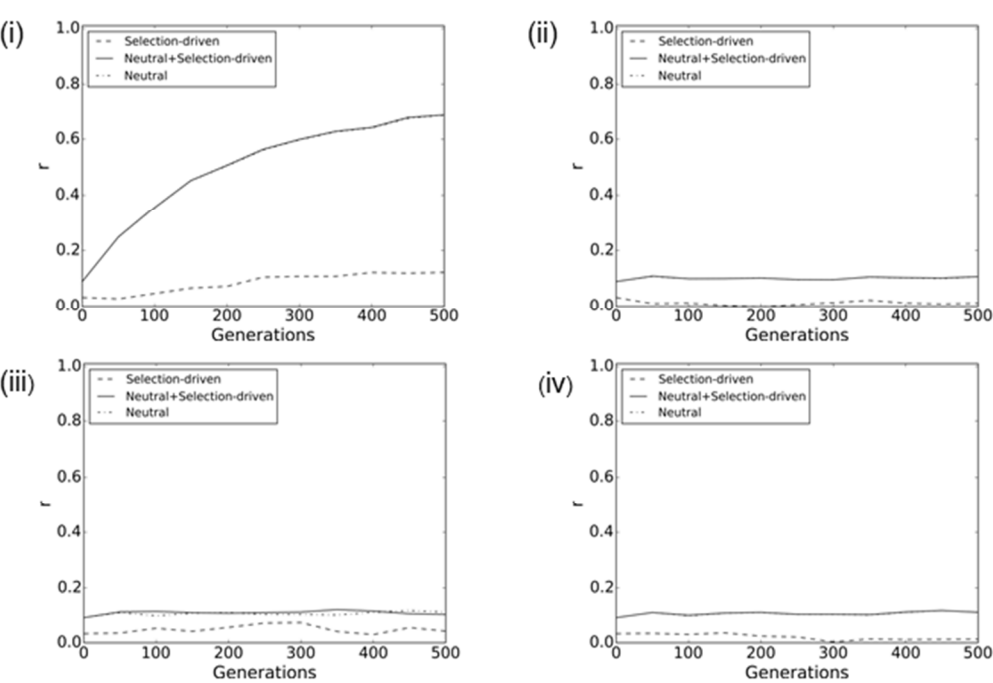 (i)
1.0
0.8
0.6
0.4
0.2
0.0
r
Selection-driven
Neutral+Selection-driven
Neutral
0 100 200 300 400 500
Generations
(ii)
1.0
0.8
0.6
0.4
0.2
0.0
r
Selection-driven
Neutral+Selection-driven
Neutral
0 100 200 300 400 500
Generations
(iii)
1.0
0.8
0.6
0.4
0.2
0.0
r
Selection-driven
Neutral+Selection-driven
Neutral
0 100 200 300 400 500
Generations
(iv)
1.0
0.8
0.6
0.4
0.2
0.0
r
Selection-driven
Neutral+Selection-driven
Neutral
0 100 200 300 400 500
Generations